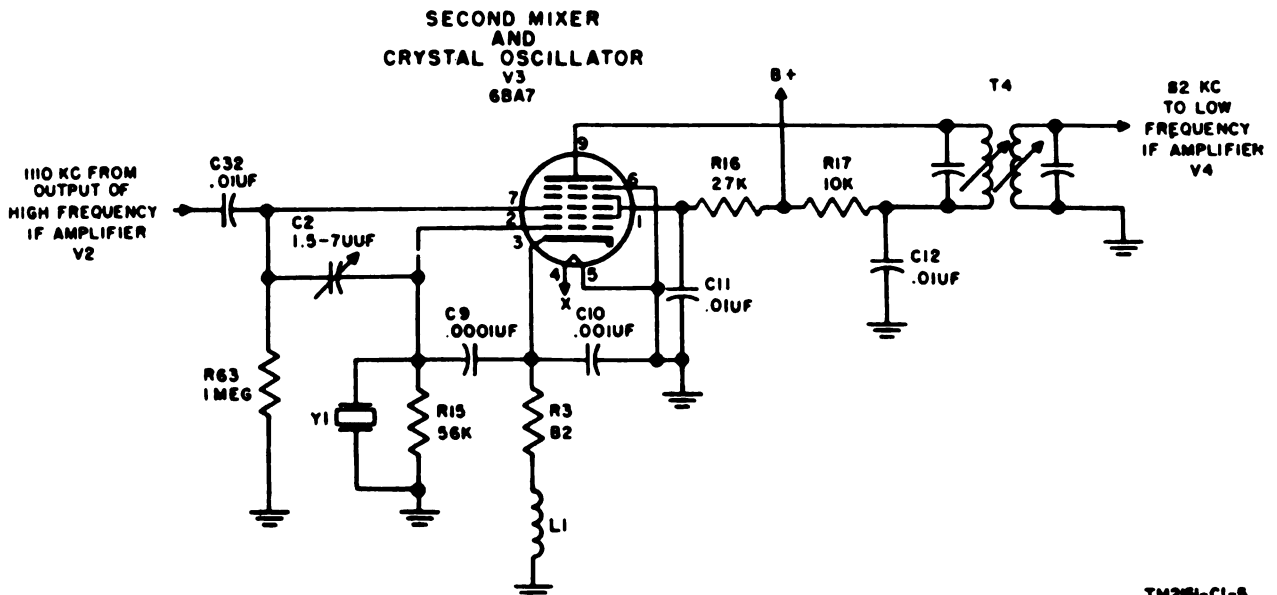 SECOND MIXER
AND
CRYSTAL OSCILLATOR
V3
6BA7
1110 KC FROM
OUTPUT OF
HIGH FREQUENCY
IF AMPLIFIER
V2
C32
.01UF
C2
1.5-7UUF
R63
1 MEG
Y1
R15
56K
C9
.0001UF
C10
.001UF
R3
82
L1
9
7
2
3
6
1
4
5
X
C11
.01UF
R16
27K
B+
R17
10K
C12
.01UF
T4
82 KC
TO LOW
FREQUENCY
IF AMPLIFIER
V4